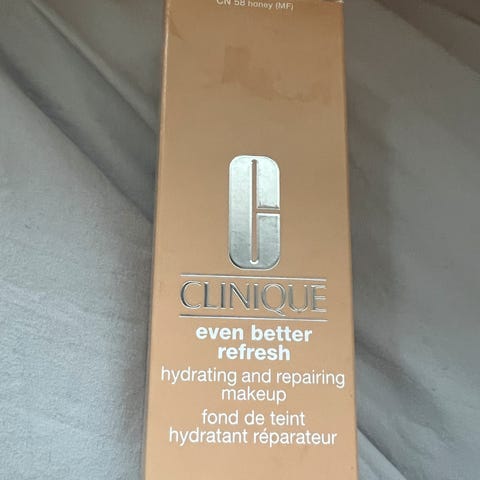 CN 58 honey (MF)
CLINIQUE
even better
refresh
hydrating and repairing
makeup
fond de teint
hydratant réparateur